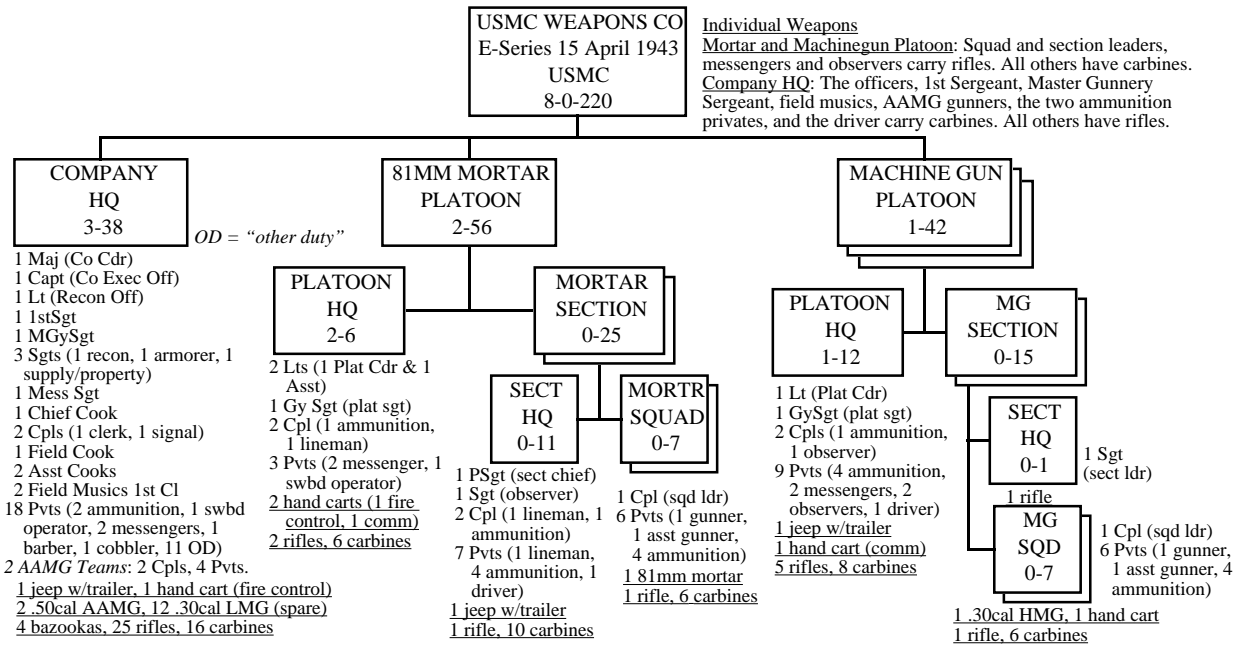 USMC WEAPONS CO
E-Series 15 April 1943
USMC
8-0-220
Individual Weapons
Mortar and Machinegun Platoon: Squad and section leaders,
messengers and observers carry rifles. All others have carbines.
Company HQ: The officers, 1st Sergeant, Master Gunnery
Sergeant, field musics, AAMG gunners, the two ammunition
privates, and the driver carry carbines. All others have rifles.
COMPANY
HQ
3-38
OD = “other duty”
1 Maj (Co Cdr)
1 Capt (Co Exec Off)
1 Lt (Recon Off)
1 1stSgt
1 MGySgt
3 Sgts (1 recon, 1 armorer, 1
supply/property)
1 Mess Sgt
1 Chief Cook
2 Cpls (1 clerk, 1 signal)
1 Field Cook
2 Asst Cooks
2 Field Musics 1st Cl
18 Pvts (2 ammunition, 1 swbd
operator, 2 messengers, 1
barber, 1 cobbler, 11 OD)
2 AAMG Teams: 2 Cpls, 4 Pvts.
1 jeep w/trailer, 1 hand cart (fire control)
2 .50cal AAMG, 12 .30cal LMG (spare)
4 bazookas, 25 rifles, 16 carbines
81MM MORTAR
PLATOON
2-56
PLATOON
HQ
2-6
2 Lts (1 Plat Cdr & 1
Asst)
1 Gy Sgt (plat sgt)
2 Cpl (1 ammunition,
1 lineman)
3 Pvts (2 messenger, 1
swbd operator)
2 hand carts (1 fire
control, 1 comm)
2 rifles, 6 carbines
MORTAR
SECTION
0-25
SECT
HQ
0-11
1 PSgt (sect chief)
1 Sgt (observer)
2 Cpl (1 lineman, 1
ammunition)
7 Pvts (1 lineman,
4 ammunition, 1
driver)
1 jeep w/trailer
1 rifle, 10 carbines
MORTR
SQUAD
0-7
1 Cpl (sqd ldr)
6 Pvts (1 gunner,
1 asst gunner,
4 ammunition)
1 81mm mortar
1 rifle, 6 carbines
MACHINE GUN
PLATOON
1-42
PLATOON
HQ
1-12
1 Lt (Plat Cdr)
1 GySgt (plat sgt)
2 Cpls (1 ammunition,
1 observer)
9 Pvts (4 ammunition,
2 messengers, 2
observers, 1 driver)
1 jeep w/trailer
1 hand cart (comm)
5 rifles, 8 carbines
MG
SECTION
0-15
SECT
HQ
0-1
1 Sgt
(sect ldr)
1 rifle
MG
SQD
0-7
1 Cpl (sqd ldr)
6 Pvts (1 gunner,
1 asst gunner, 4
ammunition)
1 .30cal HMG, 1 hand cart
1 rifle, 6 carbines